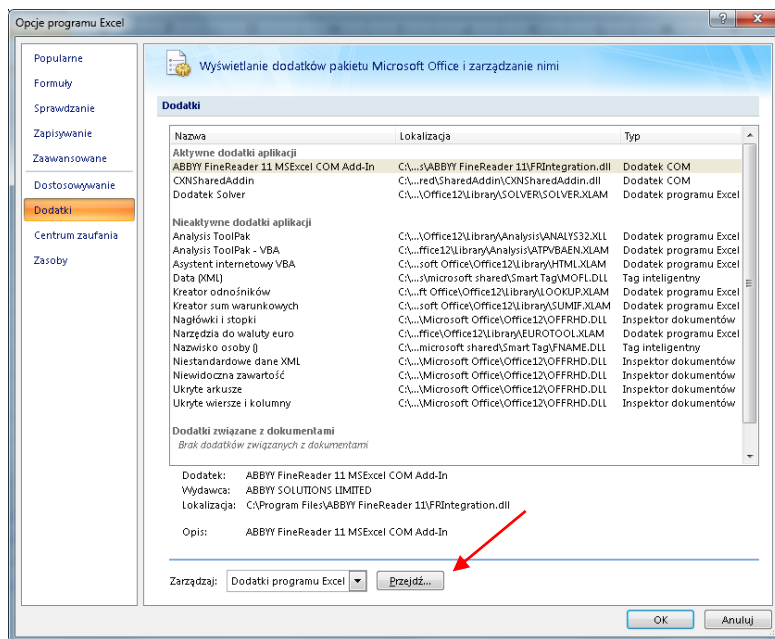 Opcje programu Excel
Popularne
Formuły
Sprawdzanie
Zapisywanie
Zaawansowane
Dostosowywanie
Dodatki
Centrum zaufania
Zasoby
Wyświetlanie dodatków pakietu Microsoft Office i zarządzanie nimi
Dodatki
Nazwa Lokalizacja Typ
Aktywne dodatki aplikacji
ABBYY FineReader 11 MSExcel COM Add-In C:\...s\ABBYY FineReader 11\FRIntegration.dll Dodatek COM
CXNSharedAddin C:\...red\SharedAddin\CXNSharedAddin.dll Dodatek COM
Dodatek Solver C:\...\Office12\Library\SOLVER\SOLVER.XLAM Dodatek programu Excel
Nieaktywne dodatki aplikacji
Analysis ToolPak C:\...\Office12\Library\Analysis\ANALYS32.XLL Dodatek programu Excel
Analysis ToolPak - VBA C:\...ffice12\Library\Analysis\ATPVBAEN.XLAM Dodatek programu Excel
Asystent internetowy VBA C:\...soft Office\Office12\Library\HTML.XLAM Dodatek programu Excel
Data (XML) C:\...s\microsoft shared\Smart Tag\MOFL.DLL Tag inteligentny
Kreator odnośników C:\...ft Office\Office12\Library\LOOKUP.XLAM Dodatek programu Excel
Kreator sum warunkowych C:\...soft Office\Office12\Library\SUMIF.XLAM Dodatek programu Excel
Nagłówki i stopki C:\...\Microsoft Office\Office12\OFFRHD.DLL Inspektor dokumentów
Narzędzia do waluty euro C:\...ffice\Office12\Library\EUROTOOL.XLAM Dodatek programu Excel
Nazwisko osoby () C:\...microsoft shared\Smart Tag\FNAME.DLL Tag inteligentny
Niestandardowe dane XML C:\...\Microsoft Office\Office12\OFFRHD.DLL Inspektor dokumentów
Niewidoczna zawartość C:\...\Microsoft Office\Office12\OFFRHD.DLL Inspektor dokumentów
Ukryte arkusze C:\...\Microsoft Office\Office12\OFFRHD.DLL Inspektor dokumentów
Ukryte wiersze i kolumny C:\...\Microsoft Office\Office12\OFFRHD.DLL Inspektor dokumentów
Dodatki związane z dokumentami
Brak dodatków związanych z dokumentami
Dodatek: ABBYY FineReader 11 MSExcel COM Add-In
Wydawca: ABBYY SOLUTIONS LIMITED
Lokalizacja: C:\Program Files\ABBYY FineReader 11\FRIntegration.dll
Opis: ABBYY FineReader 11 MSExcel COM Add-In
Zarządzaj: Dodatki programu Excel Przejdź...
OK Anuluj